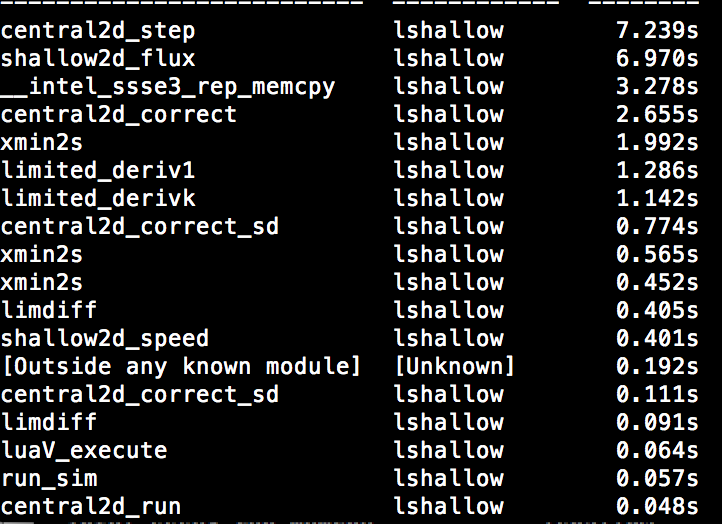 ---------------------------  ------------  --------
central2d_step               lshallow        7.239s
shallow2d_flux               lshallow        6.970s
__intel_ssse3_rep_memcpy     lshallow        3.278s
central2d_correct            lshallow        2.655s
xmin2s                       lshallow        1.992s
limited_deriv1               lshallow        1.286s
limited_derivk               lshallow        1.142s
central2d_correct_sd         lshallow        0.774s
xmin2s                       lshallow        0.565s
xmin2s                       lshallow        0.452s
limdiff                      lshallow        0.405s
shallow2d_speed              lshallow        0.401s
[Outside any known module]   [Unknown]       0.192s
central2d_correct_sd         lshallow        0.111s
limdiff                      lshallow        0.091s
luaV_execute                 lshallow        0.064s
run_sim                      lshallow        0.057s
central2d_run                lshallow        0.048s